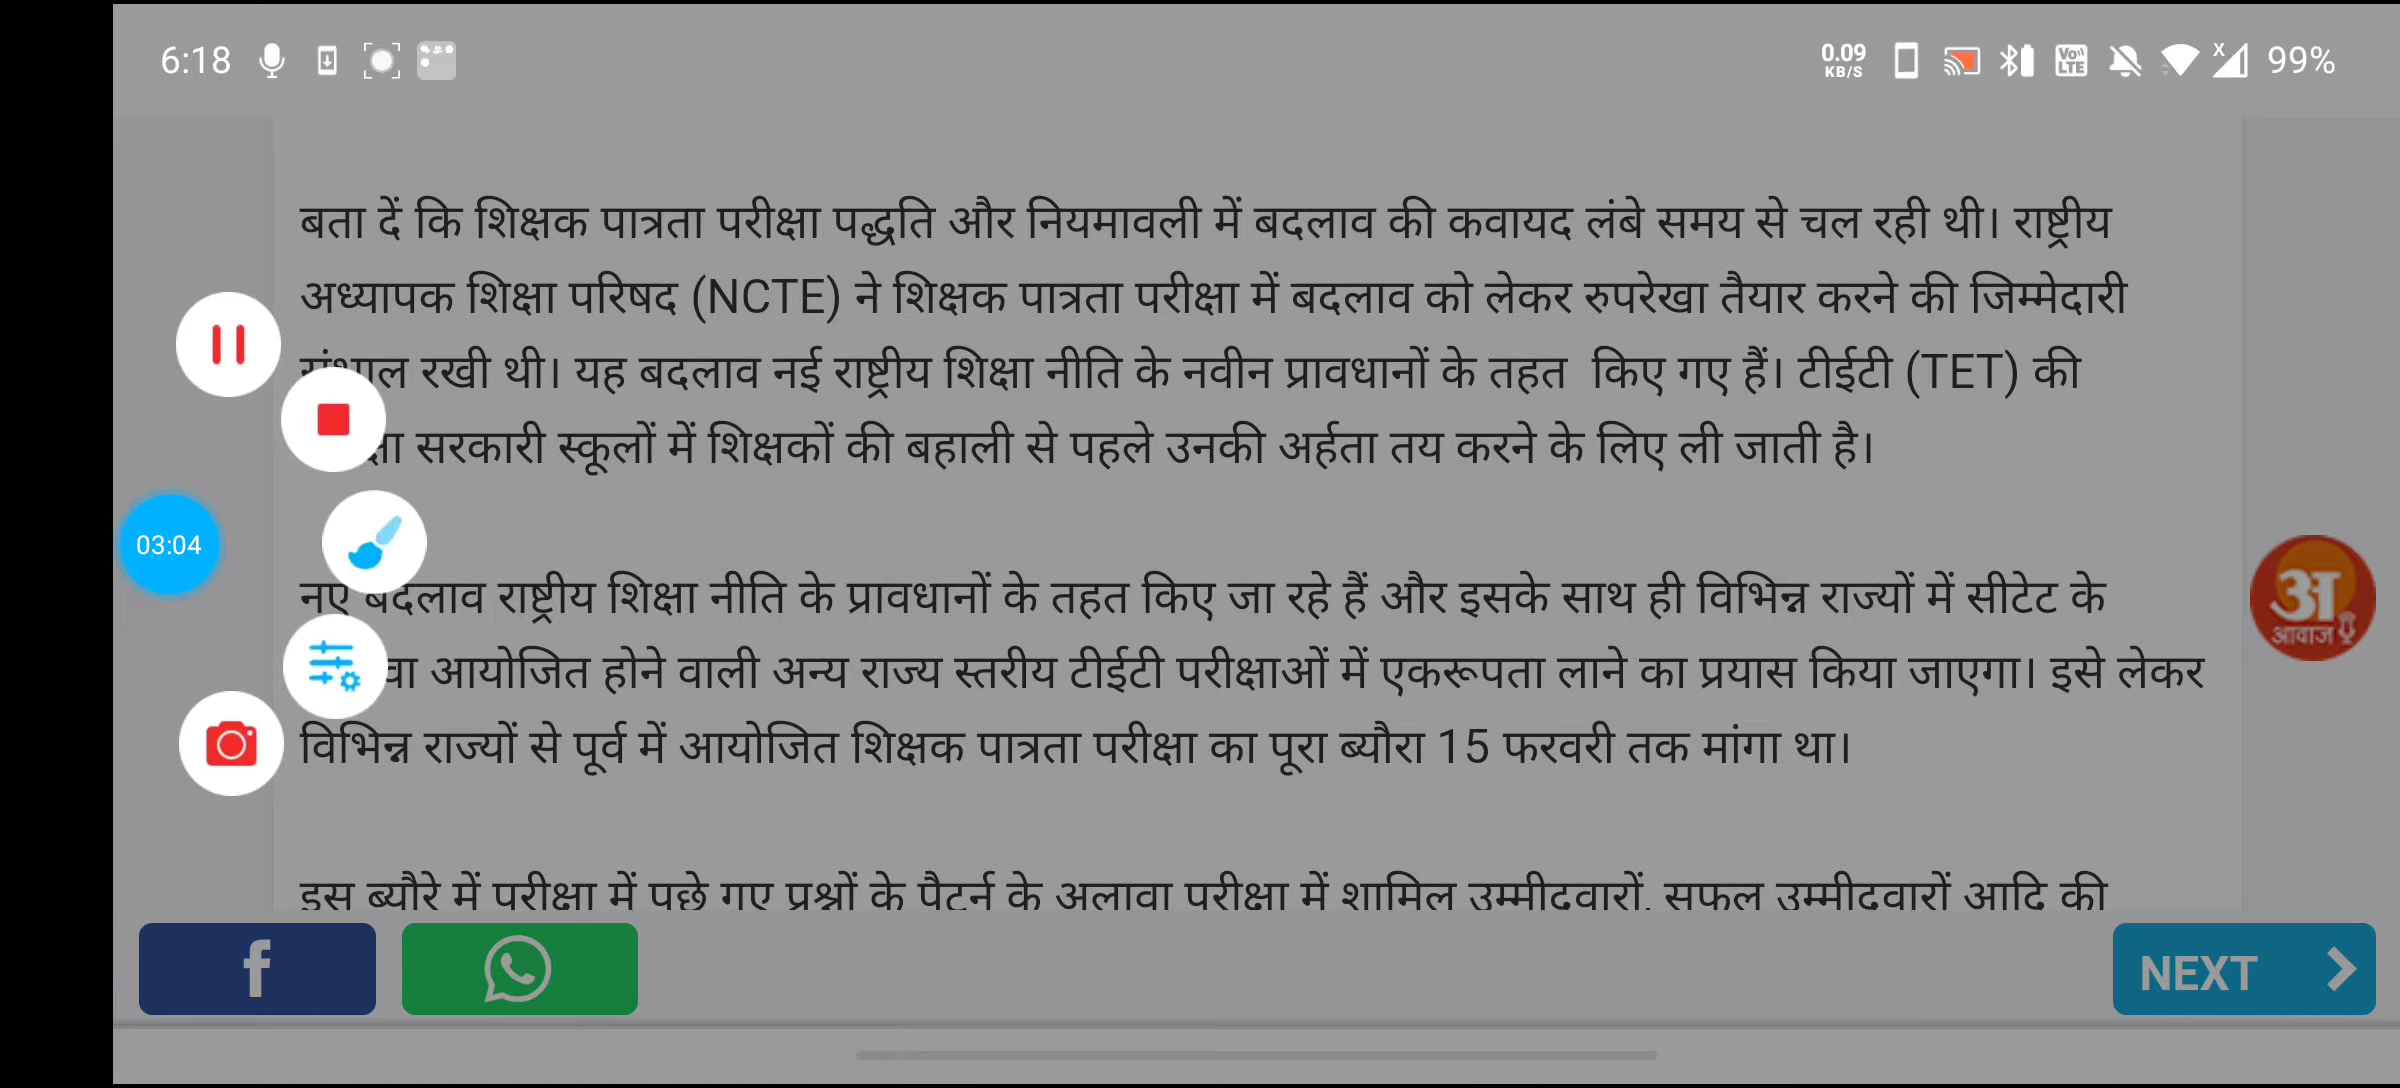 6:18 0.09 KB/S Vo)) LTE x 99%
बता दें कि शिक्षक पात्रता परीक्षा पद्धति और नियमावली में बदलाव की कवायद लंबे समय से चल रही थी। राष्ट्रीय
अध्यापक शिक्षा परिषद (NCTE) ने शिक्षक पात्रता परीक्षा में बदलाव को लेकर रुपरेखा तैयार करने की जिम्मेदारी
रखी थी। यह बदलाव नई राष्ट्रीय शिक्षा नीति के नवीन प्रावधानों के तहत किए गए हैं। टीईटी (TET) की
सरकारी स्कूलों में शिक्षकों की बहाली से पहले उनकी अर्हता तय करने के लिए ली जाती है।
03:04
नए बदलाव राष्ट्रीय शिक्षा नीति के प्रावधानों के तहत किए जा रहे हैं और इसके साथ ही विभिन्न राज्यों में सीटेट के
आयोजित होने वाली अन्य राज्य स्तरीय टीईटी परीक्षाओं में एकरूपता लाने का प्रयास किया जाएगा। इसे लेकर
विभिन्न राज्यों से पूर्व में आयोजित शिक्षक पात्रता परीक्षा का पूरा ब्यौरा 15 फरवरी तक मांगा था।
अ
आवाज
इस ब्यौरे में परीक्षा में पूछे गए प्रश्नों के पैटर्न के अलावा परीक्षा में शामिल उम्मीदवारों, सफल उम्मीदवारों आदि की
f NEXT